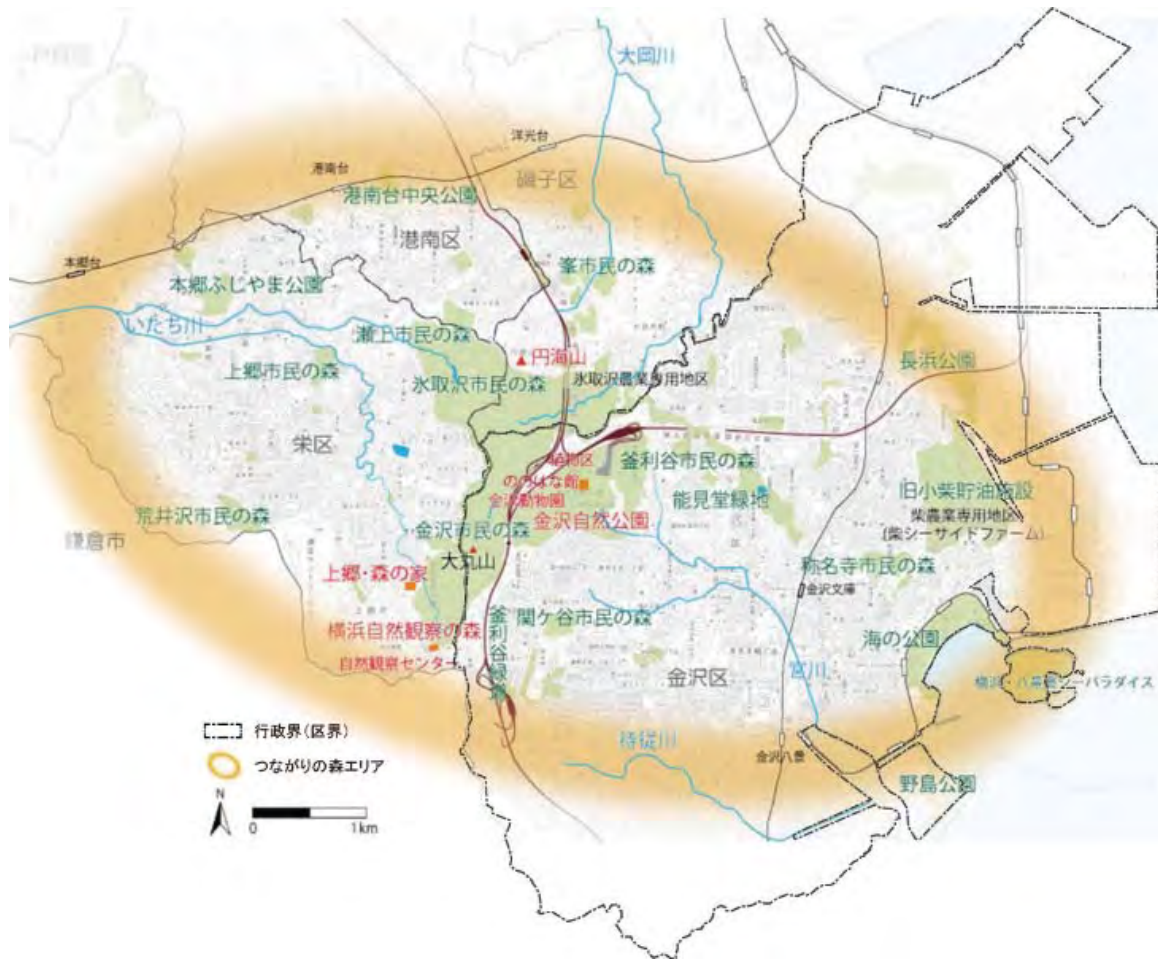 戸塚区
大岡川
洋光台
港南台
磯子区
港南台中央公園
港南区
本郷台
峯市民の森
本郷ふじやま公園
いたち川
瀬上市民の森
円海山
長浜公園
上郷市民の森
氷取沢市民の森
氷取沢農業専用地区
栄区
植物区
釜利谷市民の森
ののはな館
金沢動物園
能見堂緑地
旧小柴貯油施設
荒井沢市民の森
金沢市民の森
金沢自然公園
柴農業専用地区
(柴シーサイドファーム)
鎌倉市
大丸山
上郷・森の家
称名寺市民の森
金沢文庫
横浜自然観察の森
関ケ谷市民の森
釜利谷緑地
海の公園
自然観察センター
金沢区
宮川
横浜・八景島シーパラダイス
行政界(区界)
侍従川
金沢八景
つながりの森エリア
野島公園
N
0
1km